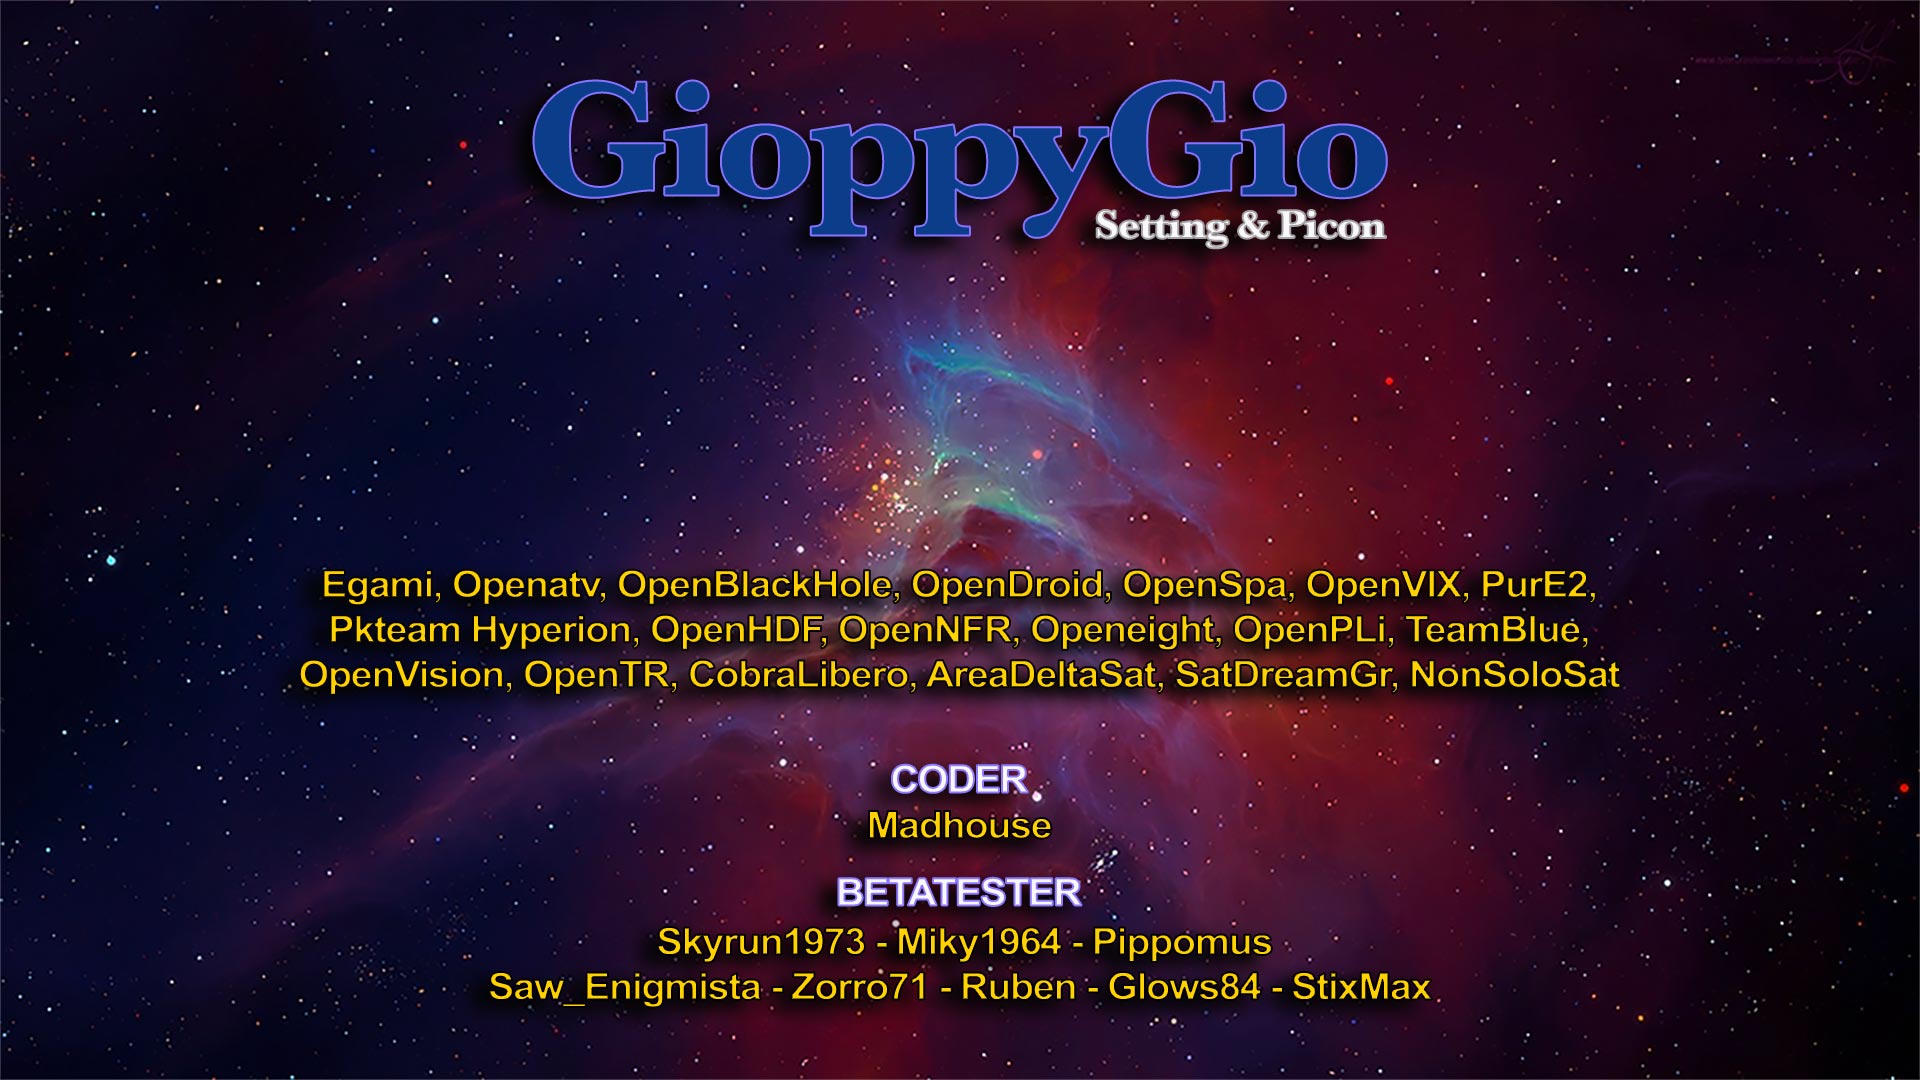 GioppyGio
Setting & Picon
Egami, Openatv, OpenBlackHole, OpenDroid, OpenSpa, OpenVIX, PurE2,
Pkteam Hyperion, OpenHDF, OpenNFR, Openeight, OpenPLi, TeamBlue,
OpenVision, OpenTR, CobraLibero, AreaDeltaSat, SatDreamGr, NonSoloSat
CODER
Madhouse
BETATESTER
Skyrun1973 - Miky1964 - Pippomus
Saw_Enigmista - Zorro71 - Ruben - Glows84 - StixMax